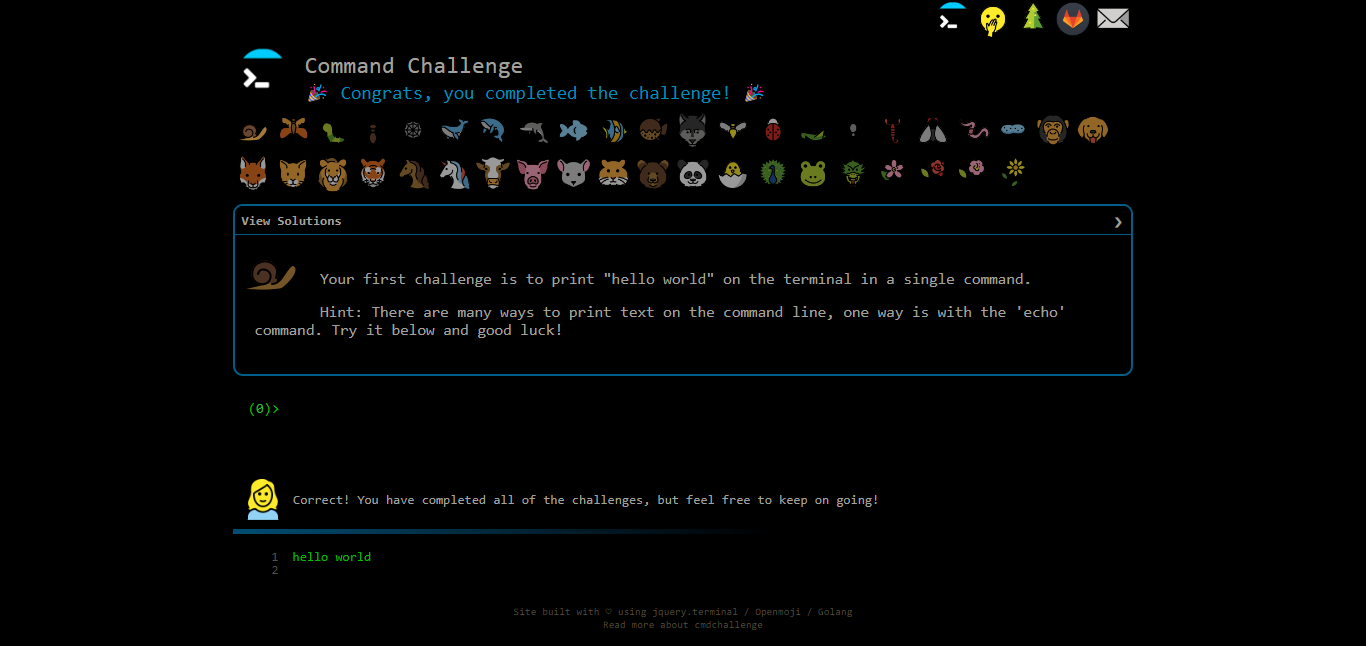 Command Challenge
🎉 Congrats, you completed the challenge! 🎉
View Solutions
Your first challenge is to print "hello world" on the terminal in a single command.
Hint: There are many ways to print text on the command line, one way is with the 'echo'
command. Try it below and good luck!
(0)>
Correct! You have completed all of the challenges, but feel free to keep on going!
1 hello world
2
Site built with ♡ using jquery.terminal / Openmoji / Golang
Read more about cmdchallenge